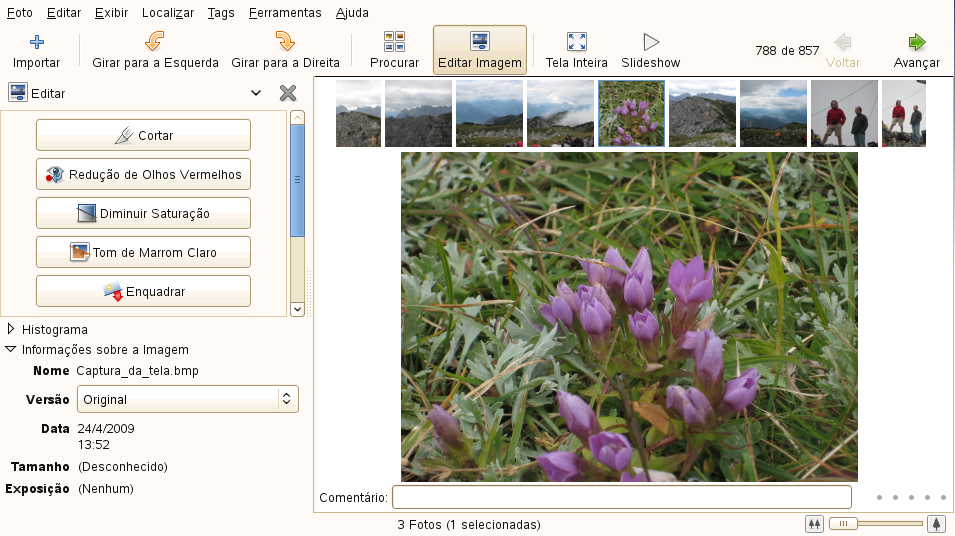 Foto Editar Exibir Localizar Tags Ferramentas Ajuda
Importar Girar para a Esquerda Girar para a Direita Procurar Editar Imagem Tela Inteira Slideshow 788 de 857 Voltar Avançar
Editar
Cortar
Redução de Olhos Vermelhos
Diminuir Saturação
Tom de Marrom Claro
Enquadrar
Histograma
Informações sobre a Imagem
Nome Captura_da_tela.bmp
Versão Original
Data 24/4/2009
13:52
Tamanho (Desconhecido)
Exposição (Nenhum)
Comentário:
3 Fotos (1 selecionadas)